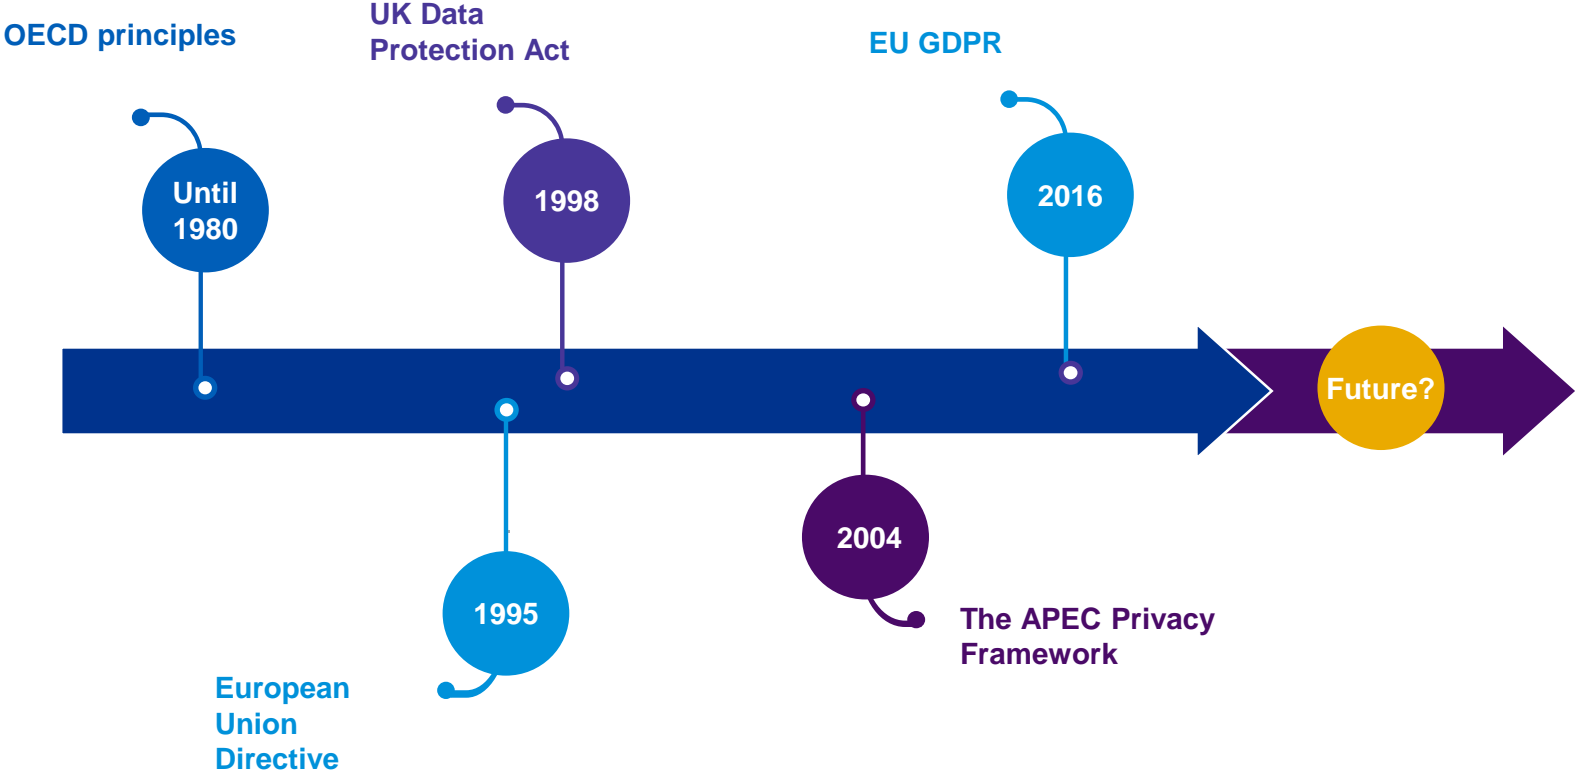 OECD principles
UK Data
Protection Act
EU GDPR
Until
1980
1998
2016
Future?
1995
2004
European
Union
Directive
The APEC Privacy
Framework